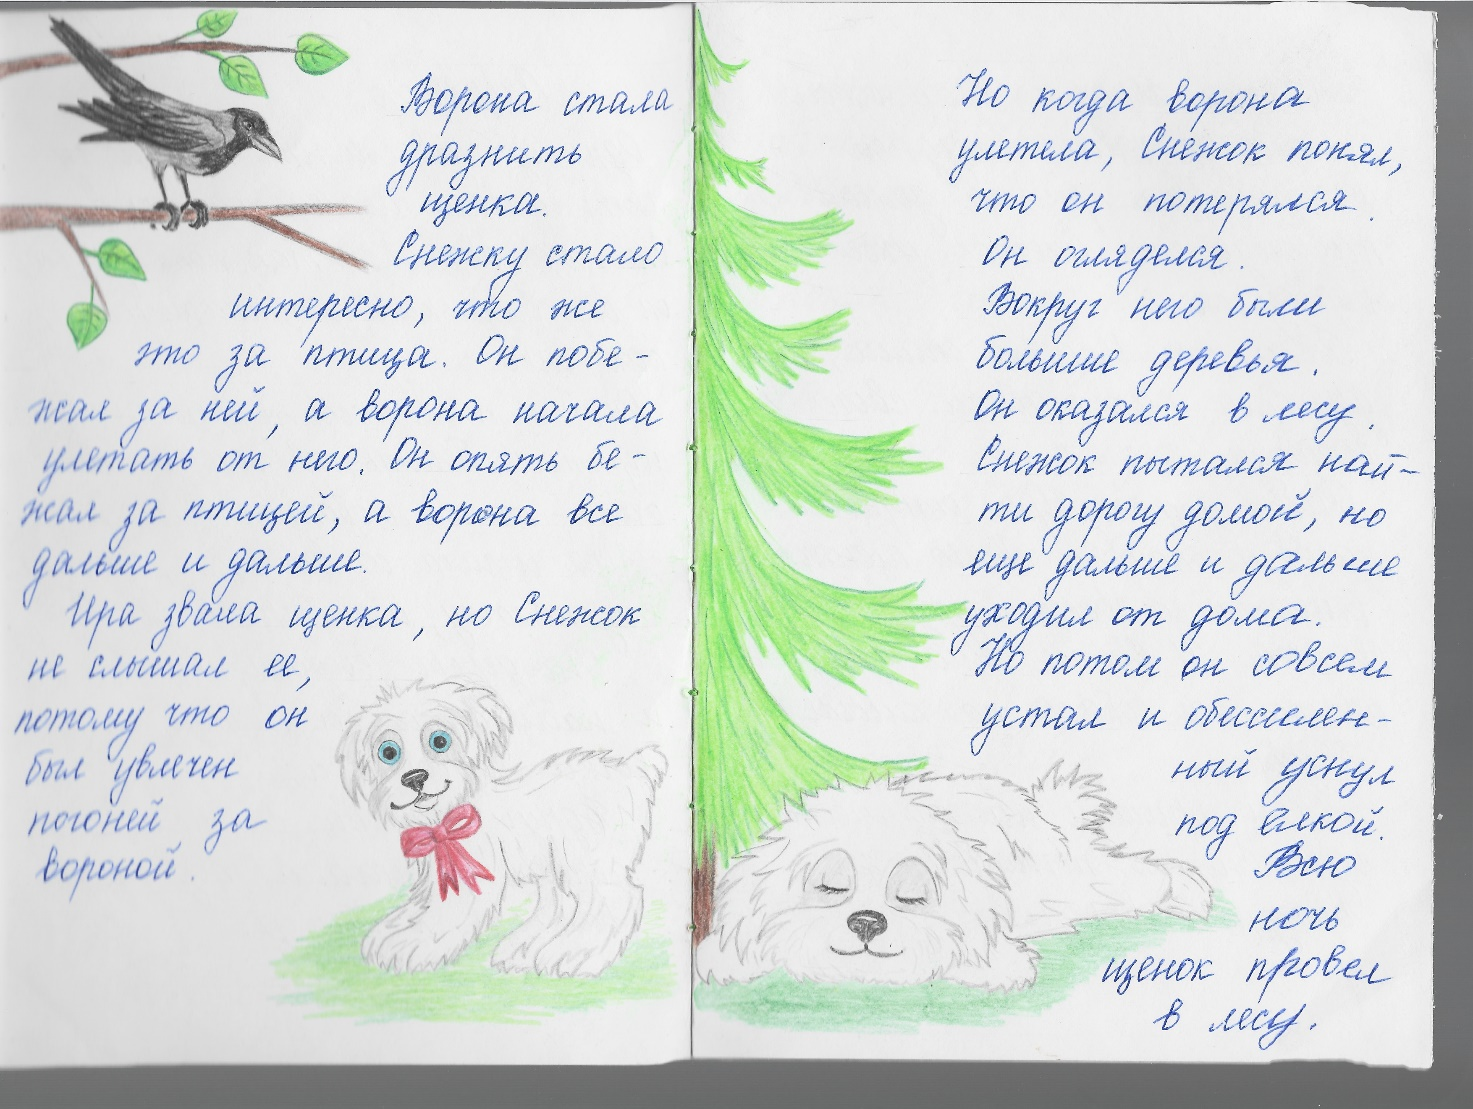 Ворона стала
дразнить
щенка.
Снежку стало
интересно, что же
это за птица. Он побе-
жал за ней, а ворона начала
улетать от него. Он опять бе-
жал за птицей, а ворона все
дальше и дальше.
Ира звала щенка, но Снежок
не слышал ее,
потому что он
был увлечен
погоней за
вороной.
Но когда ворона
улетела, Снежок понял,
что он потерялся.
Он огляделся.
Вокруг него были
большие деревья.
Он оказался в лесу.
Снежок пытался най-
ти дорогу домой, но
еще дальше и дальше
уходил от дома.
Но потом он совсем
устал и обессилен-
ный уснул
под елкой.
Всю
ночь
щенок провел
в лесу.